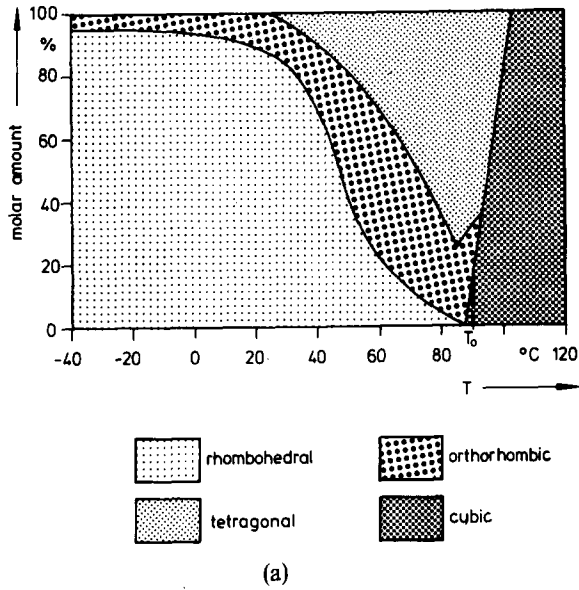 100
%
80
60
40
20
0
molar amount
-40 -20 0 20 40 60 80 T₀ °C 120
T
rhombohedral orthorhombic
tetragonal cubic
(a)